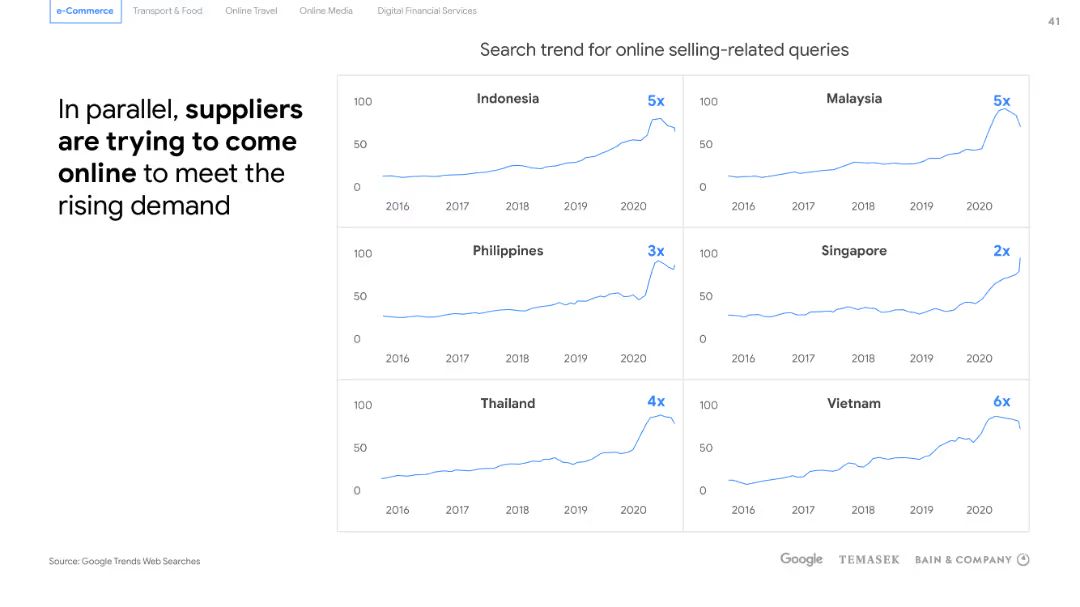 e-Commerce Transport & Food Online Travel Online Media Digital Financial Services
41
In parallel, suppliers
are trying to come
online to meet the
rising demand
Search trend for online selling-related queries
Indonesia
5x
100
50
0
2016 2017 2018 2019 2020
Malaysia
5x
100
50
0
2016 2017 2018 2019 2020
Philippines
3x
100
50
0
2016 2017 2018 2019 2020
Singapore
2x
100
50
0
2016 2017 2018 2019 2020
Thailand
4x
100
50
0
2016 2017 2018 2019 2020
Vietnam
6x
100
50
0
2016 2017 2018 2019 2020
Source: Google Trends Web Searches
Google TEMASEK BAIN & COMPANY